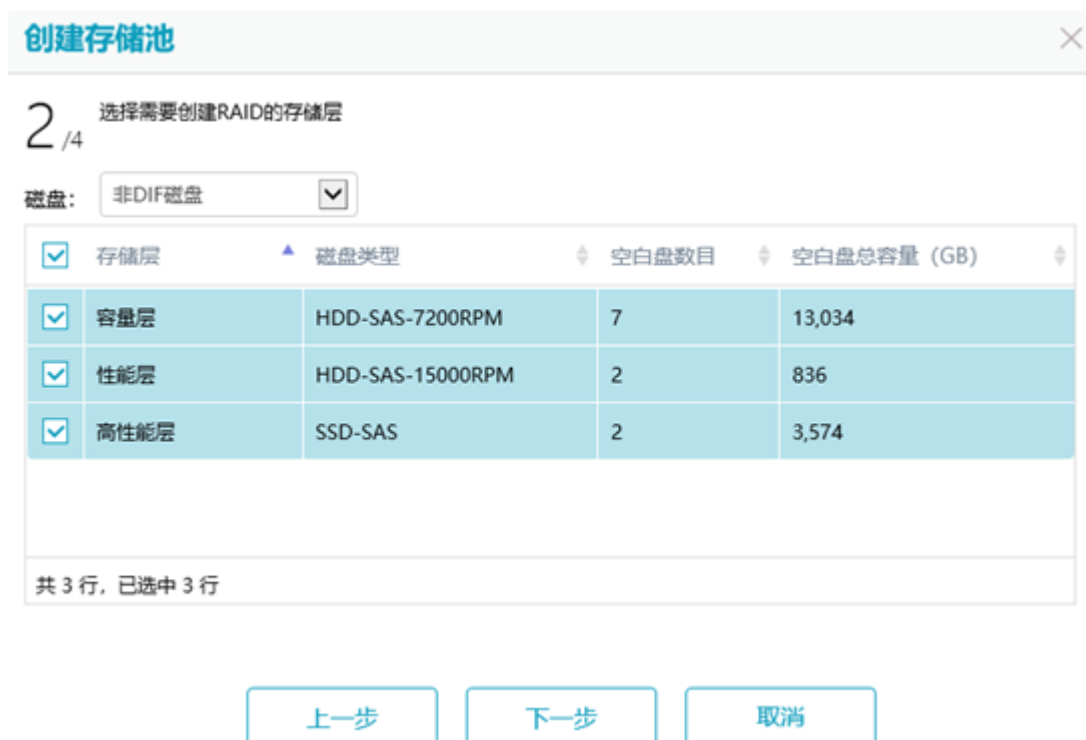 创建存储池
2/4 选择需要创建RAID的存储层
磁盘: 非DIF磁盘
存储层 磁盘类型 空白盘数目 空白盘总容量 (GB)
容量层 HDD-SAS-7200RPM 7 13,034
性能层 HDD-SAS-15000RPM 2 836
高性能层 SSD-SAS 2 3,574
共 3 行, 已选中 3 行
上一步 下一步 取消